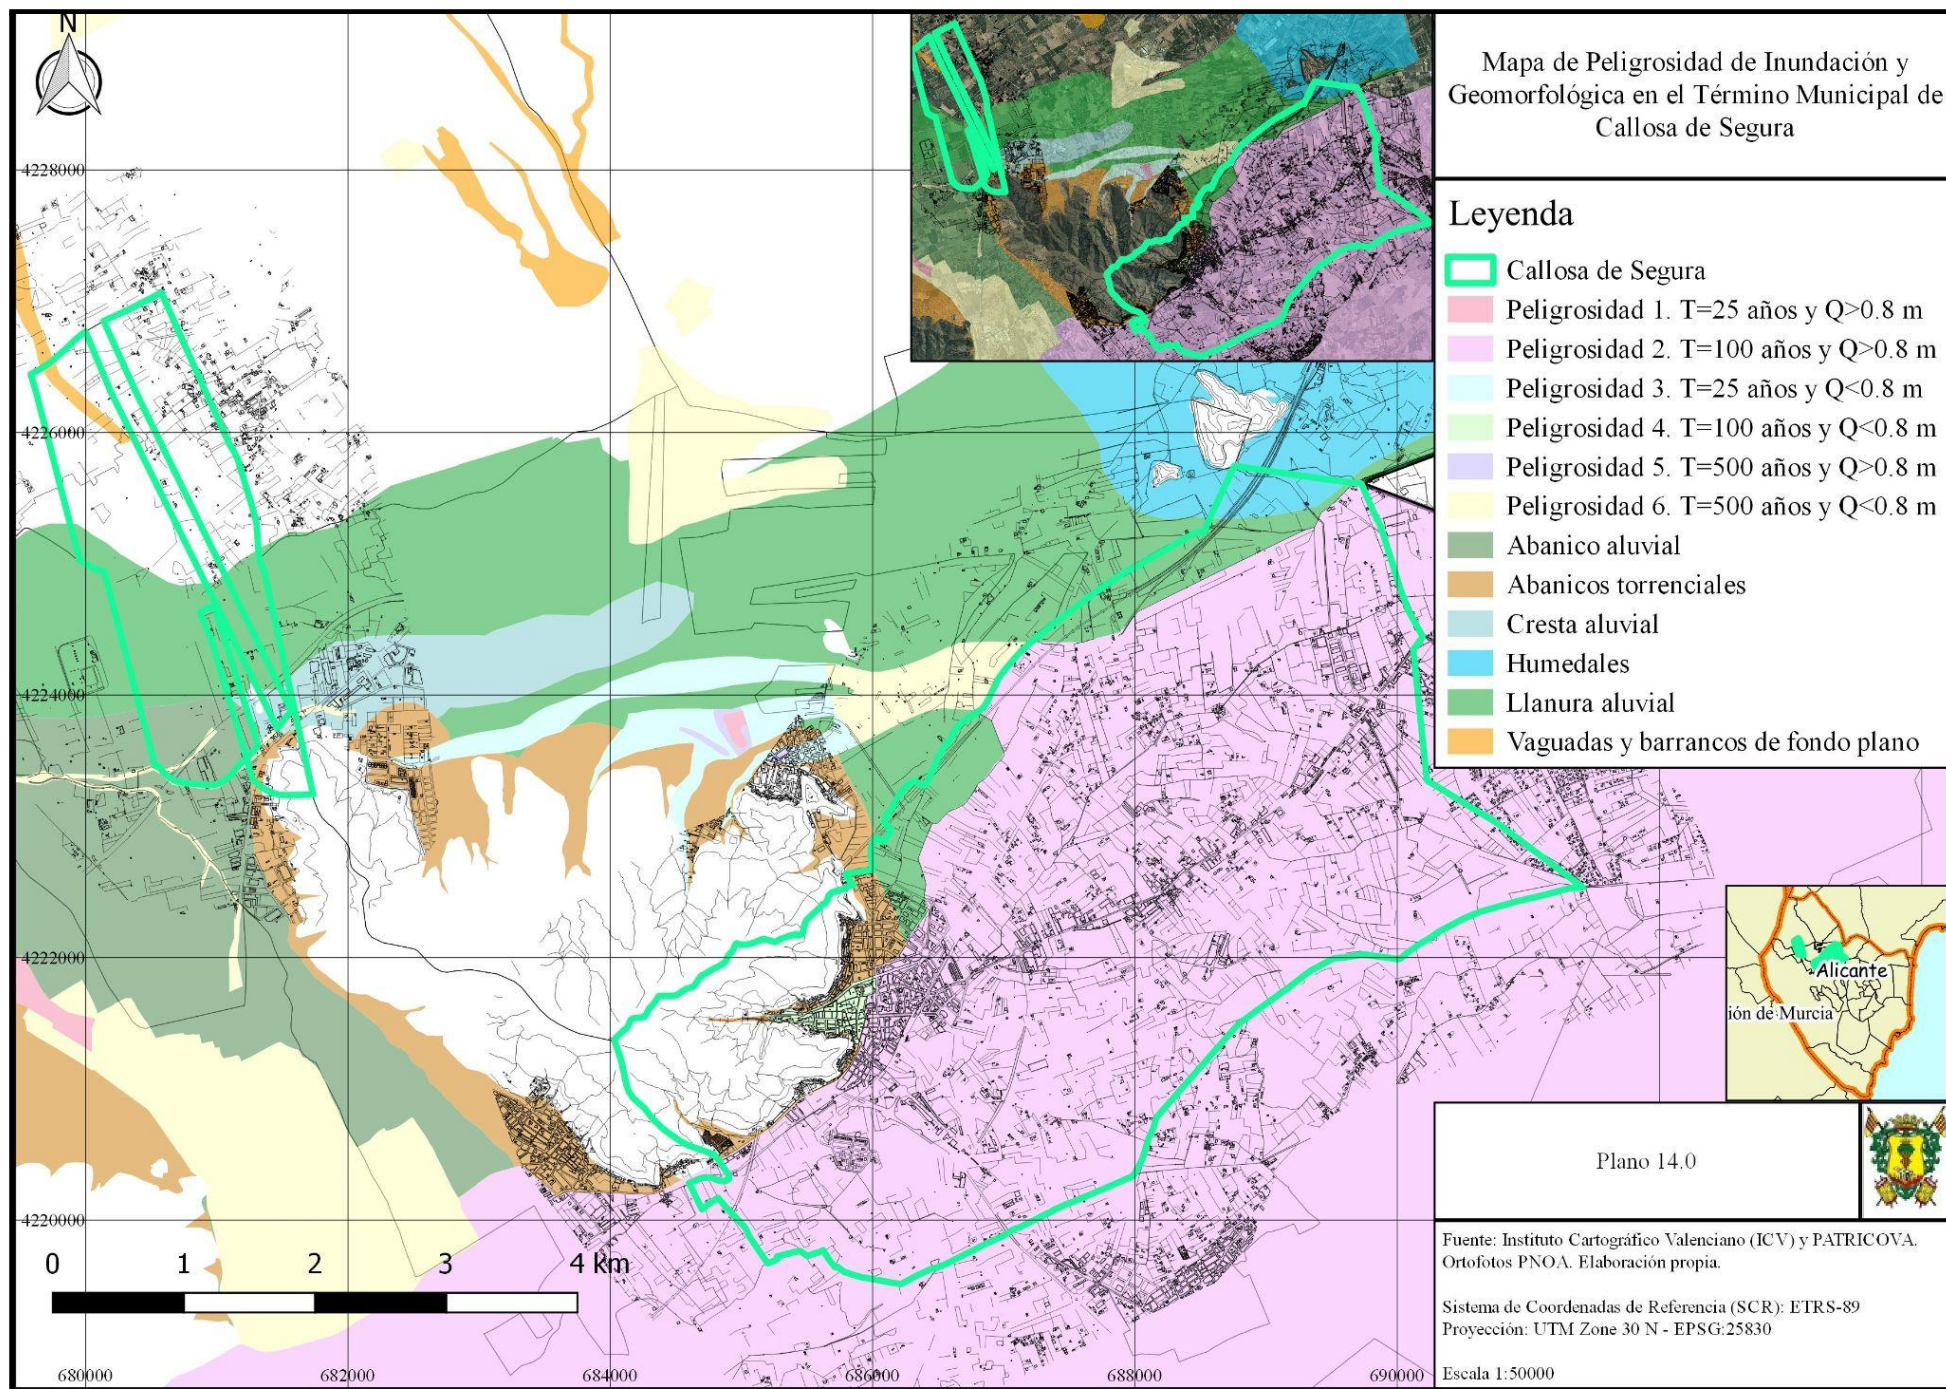 N
4228000
4226000
4224000
4222000
4220000
0 1 2 3 4 km
680000 682000 684000 686000 688000 690000
Mapa de Peligrosidad de Inundación y
Geomorfológica en el Término Municipal de
Callosa de Segura
Leyenda
Callosa de Segura
Peligrosidad 1. T=25 años y Q>0.8 m
Peligrosidad 2. T=100 años y Q>0.8 m
Peligrosidad 3. T=25 años y Q<0.8 m
Peligrosidad 4. T=100 años y Q<0.8 m
Peligrosidad 5. T=500 años y Q>0.8 m
Peligrosidad 6. T=500 años y Q<0.8 m
Abanico aluvial
Abanicos torrenciales
Cresta aluvial
Humedales
Llanura aluvial
Vaguadas y barrancos de fondo plano
Alicante
ión de Murcia
Plano 14.0
Fuente: Instituto Cartográfico Valenciano (ICV) y PATRICOVA.
Ortofotos PNOA. Elaboración propia.
Sistema de Coordenadas de Referencia (SCR): ETRS-89
Proyección: UTM Zone 30 N - EPSG:25830
Escala 1:50000